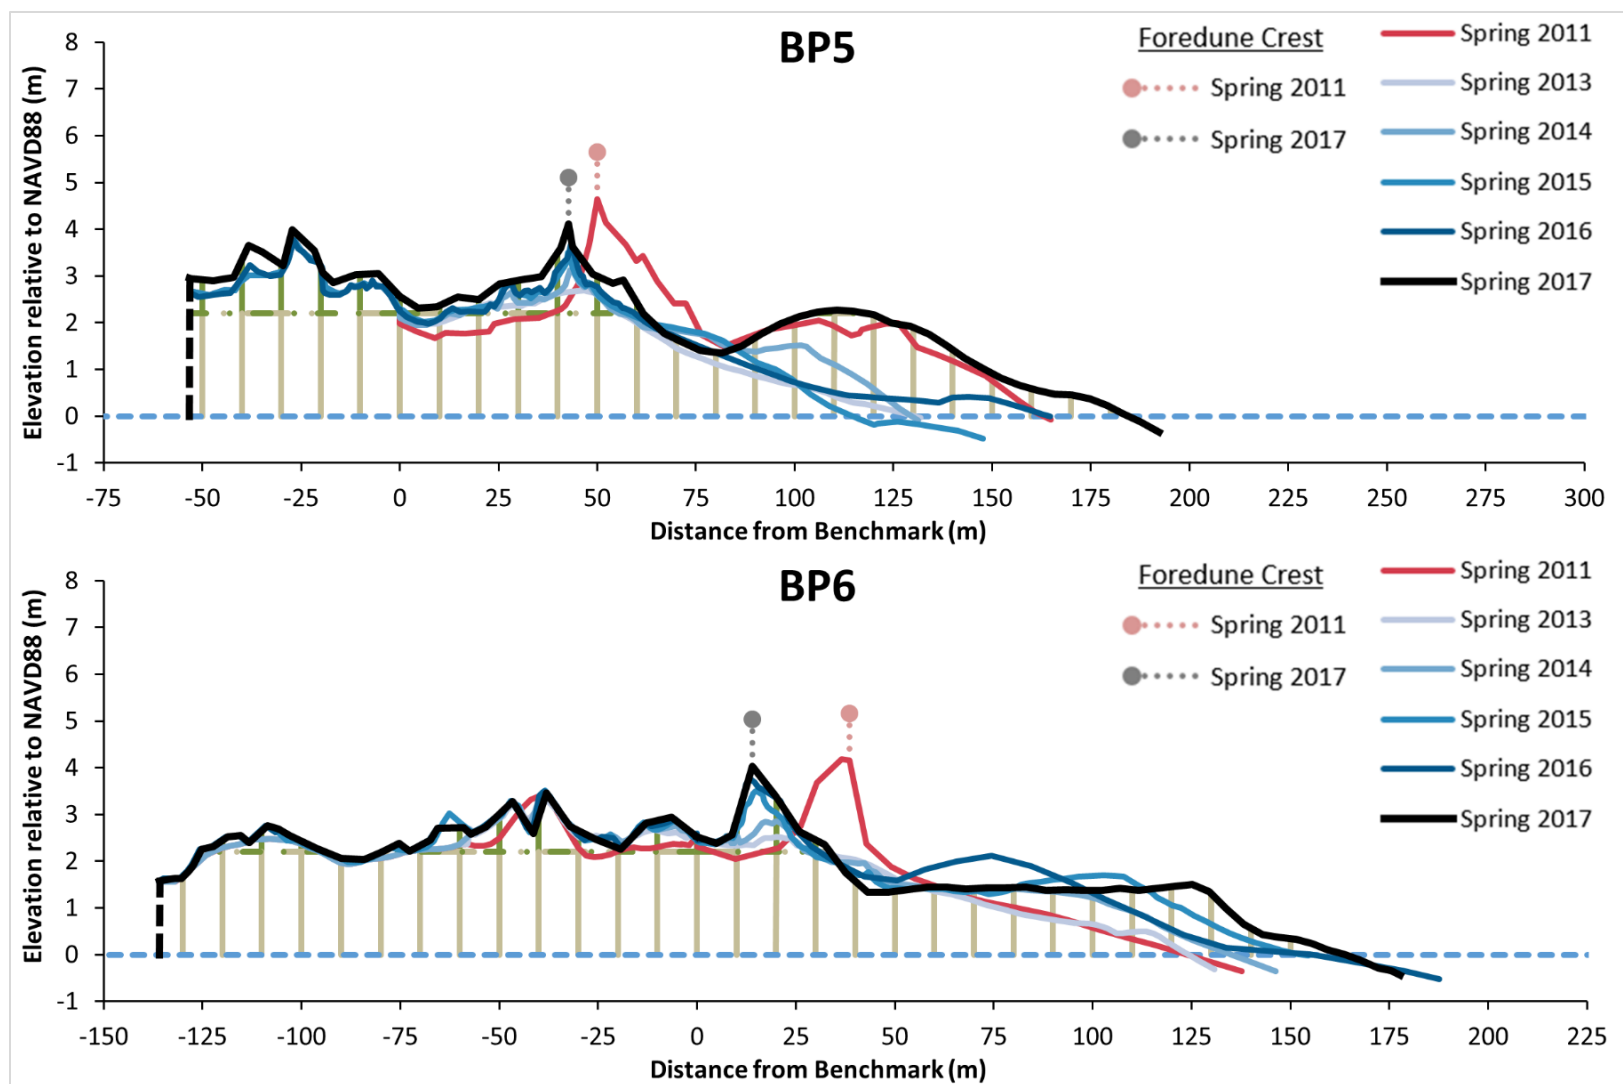 BP5
Elevation relative to NAVD88 (m)
8
7
6
5
4
3
2
1
0
-1
-75 -50 -25 0 25 50 75 100 125 150 175 200 225 250 275 300
Distance from Benchmark (m)
Foredune Crest
Spring 2011
Spring 2017
Spring 2011
Spring 2013
Spring 2014
Spring 2015
Spring 2016
Spring 2017
BP6
Elevation relative to NAVD88 (m)
8
7
6
5
4
3
2
1
0
-1
-150 -125 -100 -75 -50 -25 0 25 50 75 100 125 150 175 200 225
Distance from Benchmark (m)
Foredune Crest
Spring 2011
Spring 2017
Spring 2011
Spring 2013
Spring 2014
Spring 2015
Spring 2016
Spring 2017